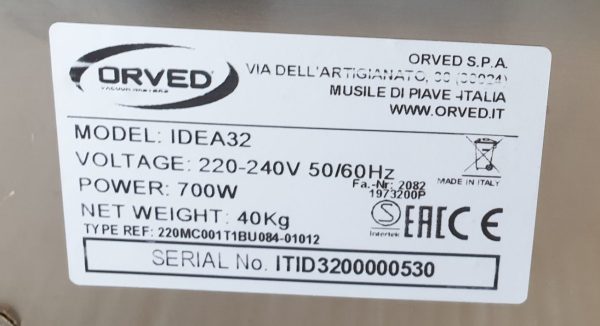 ORVED
VACUUM MASTERS
ORVED S.P.A.
VIA DELL'ARTIGIANATO,
MUSILE DI PIAVE -ITALIA
WWW.ORVED.IT
MODEL: IDEA32
VOLTAGE: 220-240V 50/60Hz
POWER: 700W
NET WEIGHT: 40Kg
TYPE REF: 220MC001T1BU084-01012
Fa.-Nr: 2082
1973200P
MADE IN ITALY
S
Intertek
EAC CE
SERIAL No. ITID3200000530